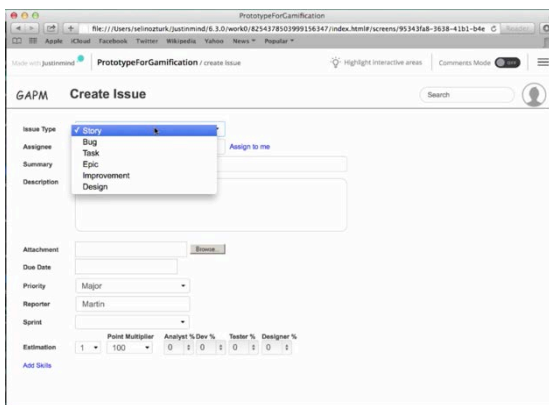 PrototypeForGamification
file:///Users/selinozturk/Justinmind/6.3.0/work0/8254378503999156347/index.html#/screens/95343fa8-3638-41b1-b4e
Reader
Apple iCloud Facebook Twitter Wikipedia Yahoo News Popular
Made with Justinmind PrototypeForGamification / create Issue Highlight interactive areas Comments Mode OFF
GAPM Create Issue Search
Issue Type ✓ Story
Bug
Assignee Assign to me
Task
Summary Epic
Improvement
Description Design
Attachment Browse...
Due Date
Priority Major
Reporter Martin
Sprint
Point Multiplier Analyst % Dev % Tester % Designer %
Estimation 1 100 0 0 0 0
Add Skills